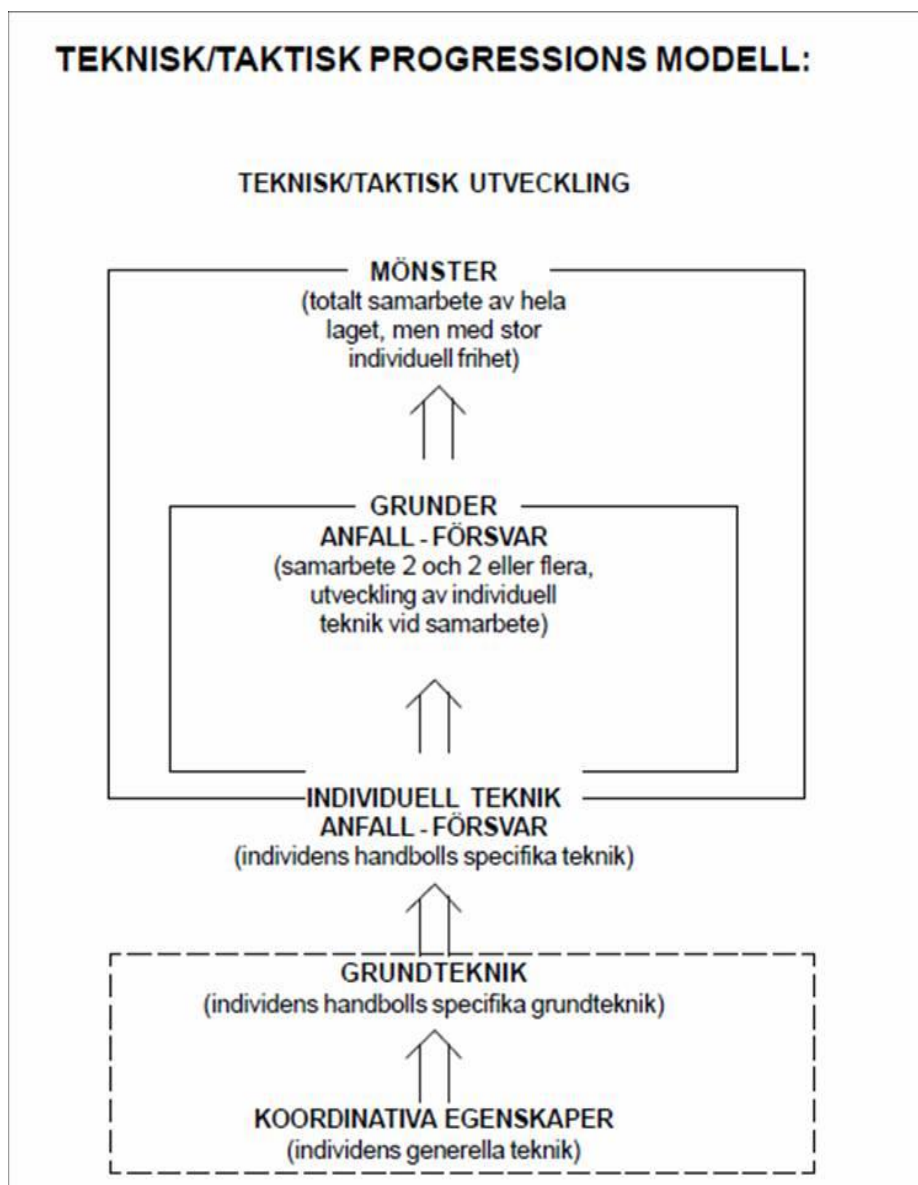 TEKNISK/TAKTISK PROGRESSIONS MODELL:
TEKNISK/TAKTISK UTVECKLING
MÖNSTER
(totalt samarbete av hela
laget, men med stor
individuell frihet)
GRUNDER
ANFALL - FÖRSVAR
(samarbete 2 och 2 eller flera,
utveckling av individuell
teknik vid samarbete)
INDIVIDUELL TEKNIK
ANFALL - FÖRSVAR
(individens handbolls specifika teknik)
GRUNDTEKNIK
(individens handbolls specifika grundteknik)
KOORDINATIVA EGENSKAPER
(individens generella teknik)